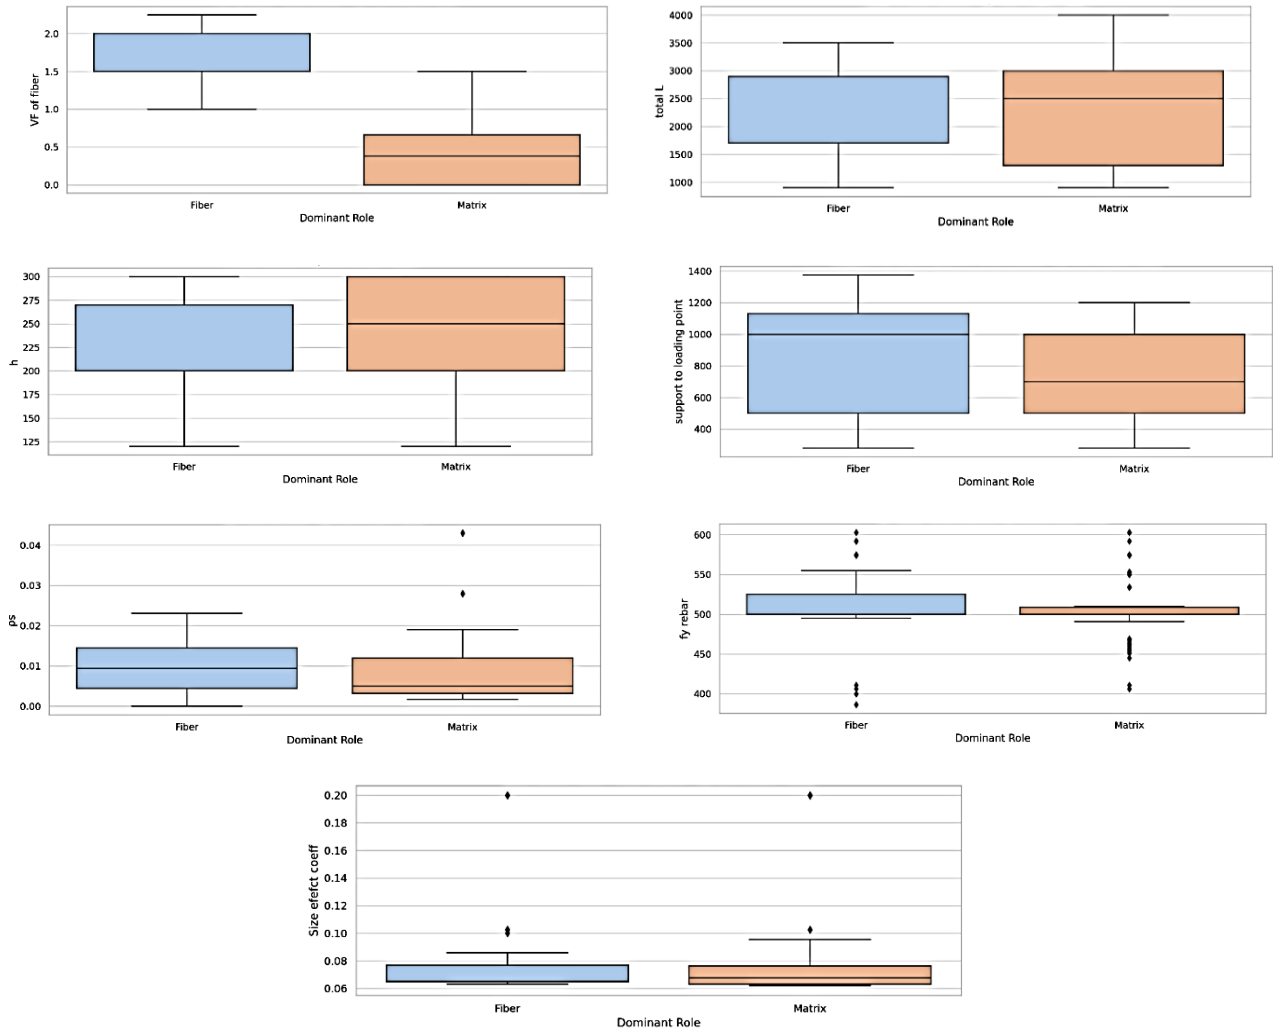 VF of fiber
2.0
1.5
1.0
0.5
0.0
Fiber Matrix
Dominant Role
total L
4000
3500
3000
2500
2000
1500
1000
Fiber Matrix
Dominant Role
h
300
275
250
225
200
175
150
125
Fiber Matrix
Dominant Role
support to loading point
1400
1200
1000
800
600
400
Fiber Matrix
Dominant Role
ρs
0.04
0.03
0.02
0.01
0.00
Fiber Matrix
Dominant Role
fy rebar
600
550
500
450
400
Fiber Matrix
Dominant Role
Size efefct coeff
0.20
0.18
0.16
0.14
0.12
0.10
0.08
0.06
Fiber Matrix
Dominant Role